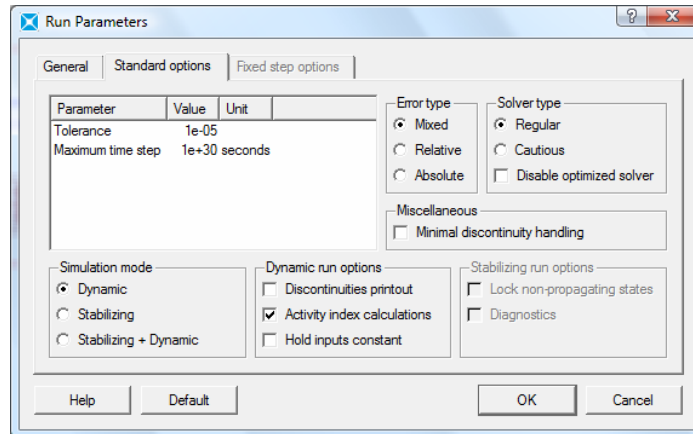 Run Parameters
General Standard options Fixed step options
Parameter Value Unit
Tolerance 1e-05
Maximum time step 1e+30 seconds
Error type
Mixed
Relative
Absolute
Solver type
Regular
Cautious
Disable optimized solver
Miscellaneous
Minimal discontinuity handling
Simulation mode
Dynamic
Stabilizing
Stabilizing + Dynamic
Dynamic run options
Discontinuities printout
Activity index calculations
Hold inputs constant
Stabilizing run options
Lock non-propagating states
Diagnostics
Help Default OK Cancel